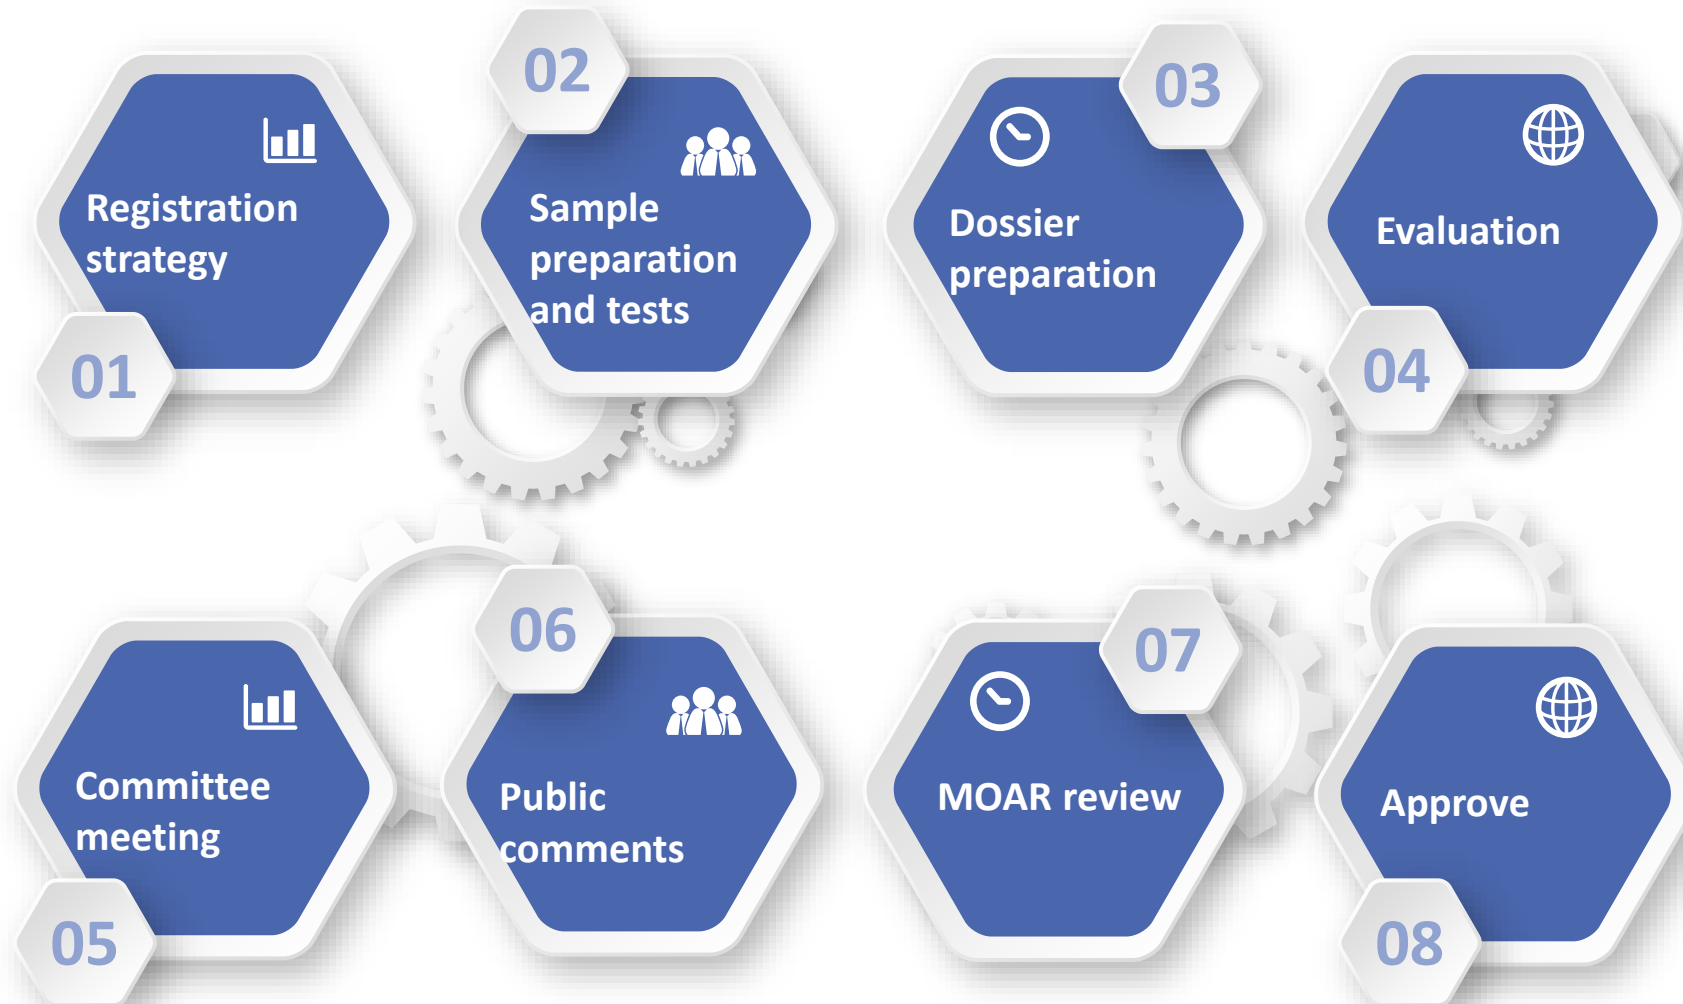 01
Registration
strategy
02
Sample
preparation
and tests
03
Dossier
preparation
04
Evaluation
05
Committee
meeting
06
Public
comments
07
MOAR review
08
Approve